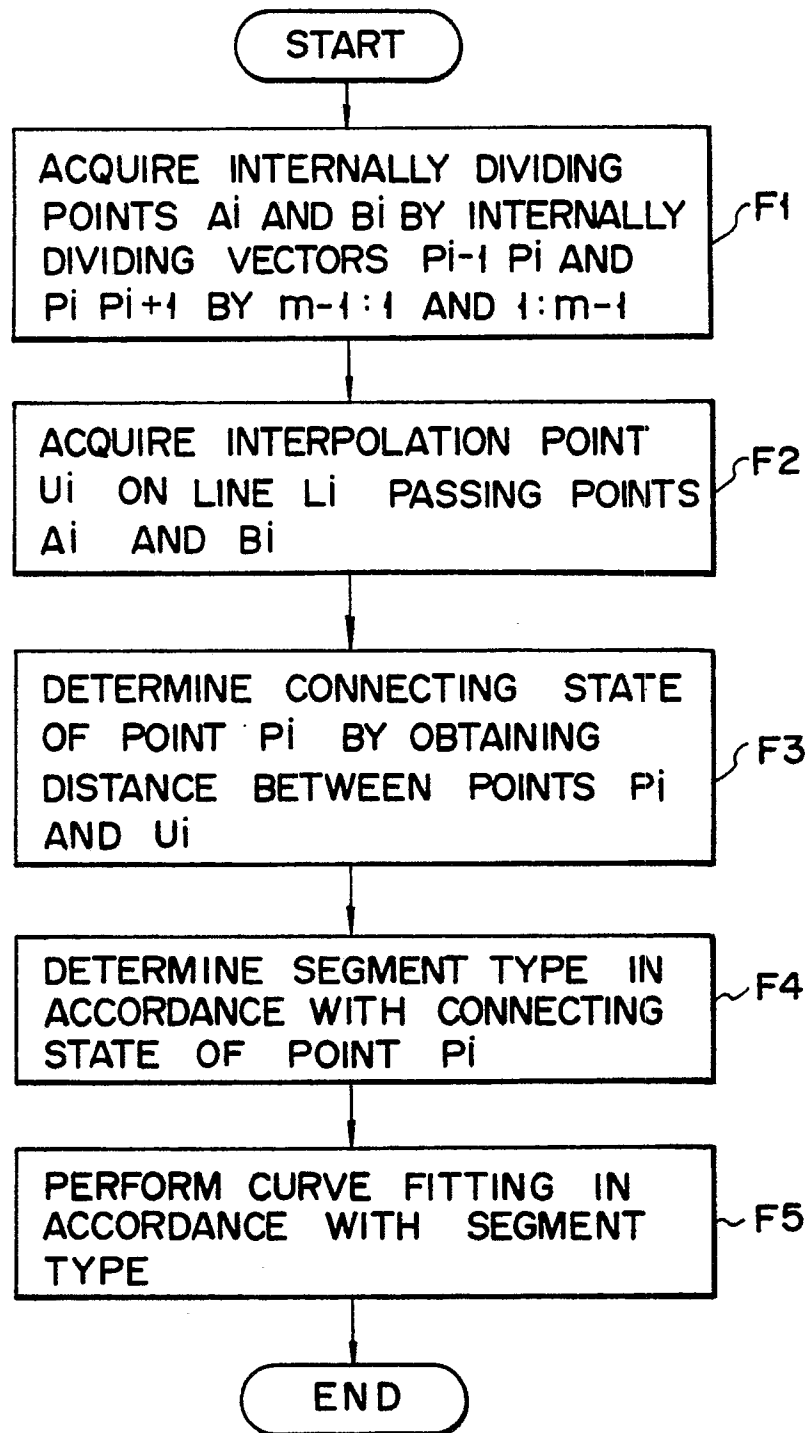 START
ACQUIRE INTERNALLY DIVIDING
POINTS Ai AND Bi BY INTERNALLY
DIVIDING VECTORS Pi-1 Pi AND
Pi Pi+1 BY m-1:1 AND 1:m-1
F1
ACQUIRE INTERPOLATION POINT
Ui ON LINE Li PASSING POINTS
Ai AND Bi
F2
DETERMINE CONNECTING STATE
OF POINT Pi BY OBTAINING
DISTANCE BETWEEN POINTS Pi
AND Ui
F3
DETERMINE SEGMENT TYPE IN
ACCORDANCE WITH CONNECTING
STATE OF POINT Pi
F4
PERFORM CURVE FITTING IN
ACCORDANCE WITH SEGMENT
TYPE
F5
END